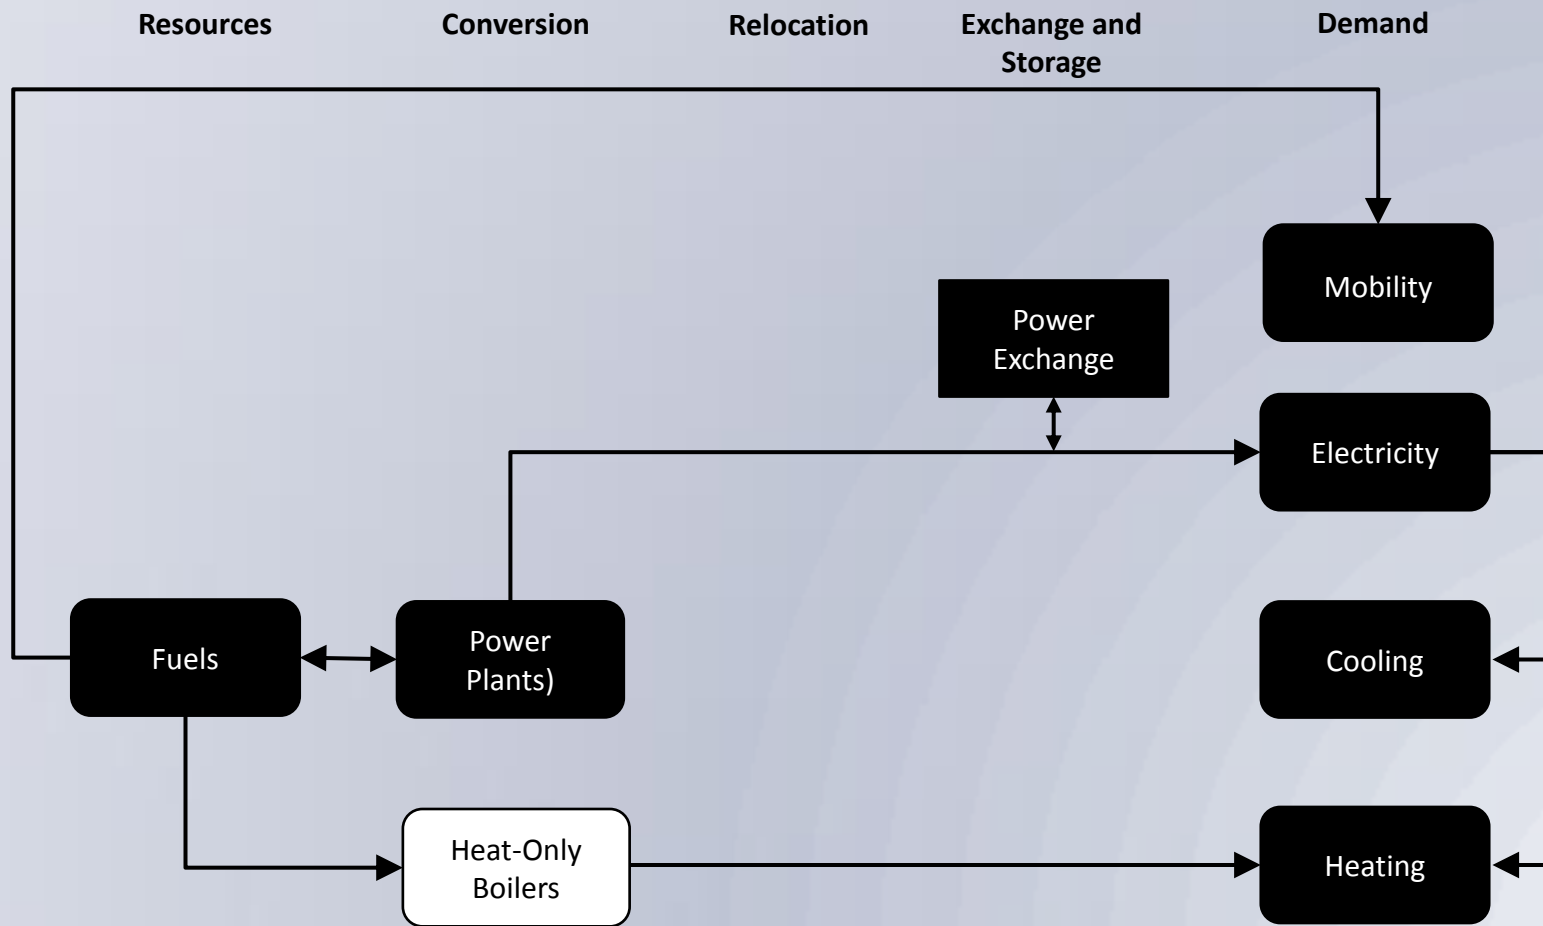 Resources
Conversion
Relocation
Exchange and
Storage
Demand
Mobility
Power
Exchange
Electricity
Fuels
Power
Plants)
Cooling
Heat-Only
Boilers
Heating